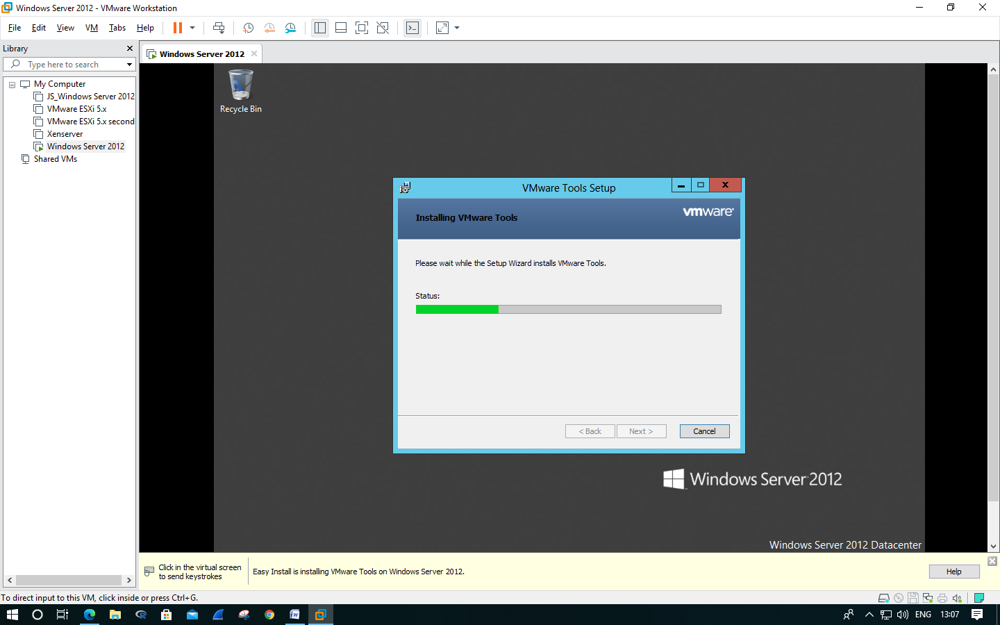 Windows Server 2012 - VMware Workstation
File Edit View VM Tabs Help
Library
Type here to search
My Computer
JS_Windows Server 2012
VMware ESXi 5.x
VMware ESXi 5.x second
Xenserver
Windows Server 2012
Shared VMs
Windows Server 2012
Recycle Bin
VMware Tools Setup
Installing VMware Tools
vmware
Please wait while the Setup Wizard installs VMware Tools.
Status:
< Back Next > Cancel
Windows Server 2012
Windows Server 2012 Datacenter
Click in the virtual screen
to send keystrokes
Easy Install is installing VMware Tools on Windows Server 2012.
Help
To direct input to this VM, click inside or press Ctrl+G.
ENG 13:07